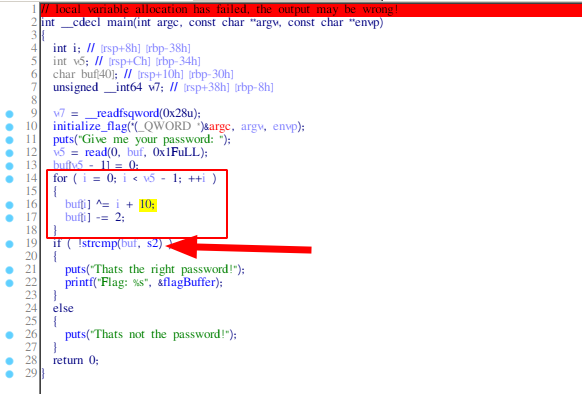 1 // local variable allocation has failed, the output may be wrong!
2 int __cdecl main(int argc, const char **argv, const char **envp)
3 {
4 int i; // [rsp+8h] [rbp-38h]
5 int v5; // [rsp+Ch] [rbp-34h]
6 char buf[40]; // [rsp+10h] [rbp-30h]
7 unsigned __int64 v7; // [rsp+38h] [rbp-8h]
8
9 v7 = __readfsqword(0x28u);
10 initialize_flag(*(_QWORD *)&argc, argv, envp);
11 puts("Give me your password: ");
12 v5 = read(0, buf, 0x1FuLL);
13 buf[v5 - 1] = 0;
14 for ( i = 0; i < v5 - 1; ++i )
15 {
16 buf[i] ^= i + 10;
17 buf[i] -= 2;
18 }
19 if ( !strcmp(buf, s2) )
20 {
21 puts("Thats the right password!");
22 printf("Flag: %s", &flagBuffer);
23 }
24 else
25 {
26 puts("Thats not the password!");
27 }
28 return 0;
29 }